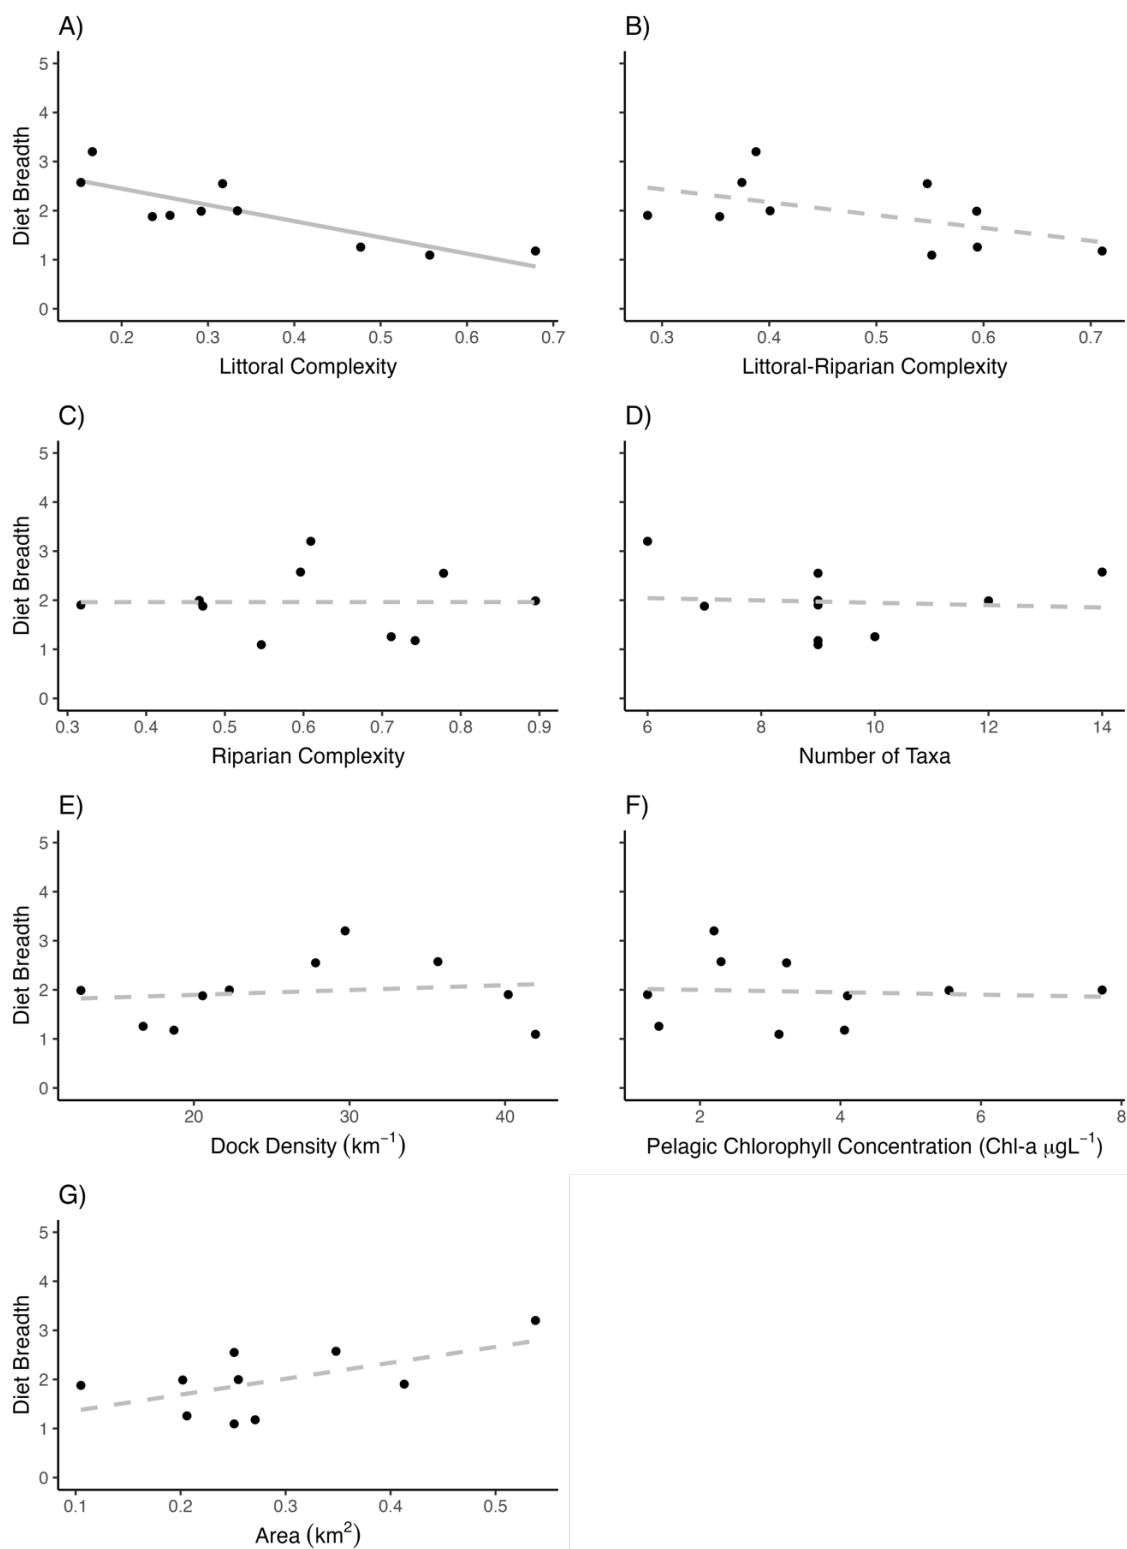 A)
5
4
3
2
1
0
Diet Breadth
0.2 0.3 0.4 0.5 0.6 0.7
Littoral Complexity
B)
0.3 0.4 0.5 0.6 0.7
Littoral-Riparian Complexity
C)
5
4
3
2
1
0
Diet Breadth
0.3 0.4 0.5 0.6 0.7 0.8 0.9
Riparian Complexity
D)
6 8 10 12 14
Number of Taxa
E)
5
4
3
2
1
0
Diet Breadth
20 30 40
Dock Density (km⁻¹)
F)
2 4 6 8
Pelagic Chlorophyll Concentration (Chl-a μgL⁻¹)
G)
5
4
3
2
1
0
Diet Breadth
0.1 0.2 0.3 0.4 0.5
Area (km²)